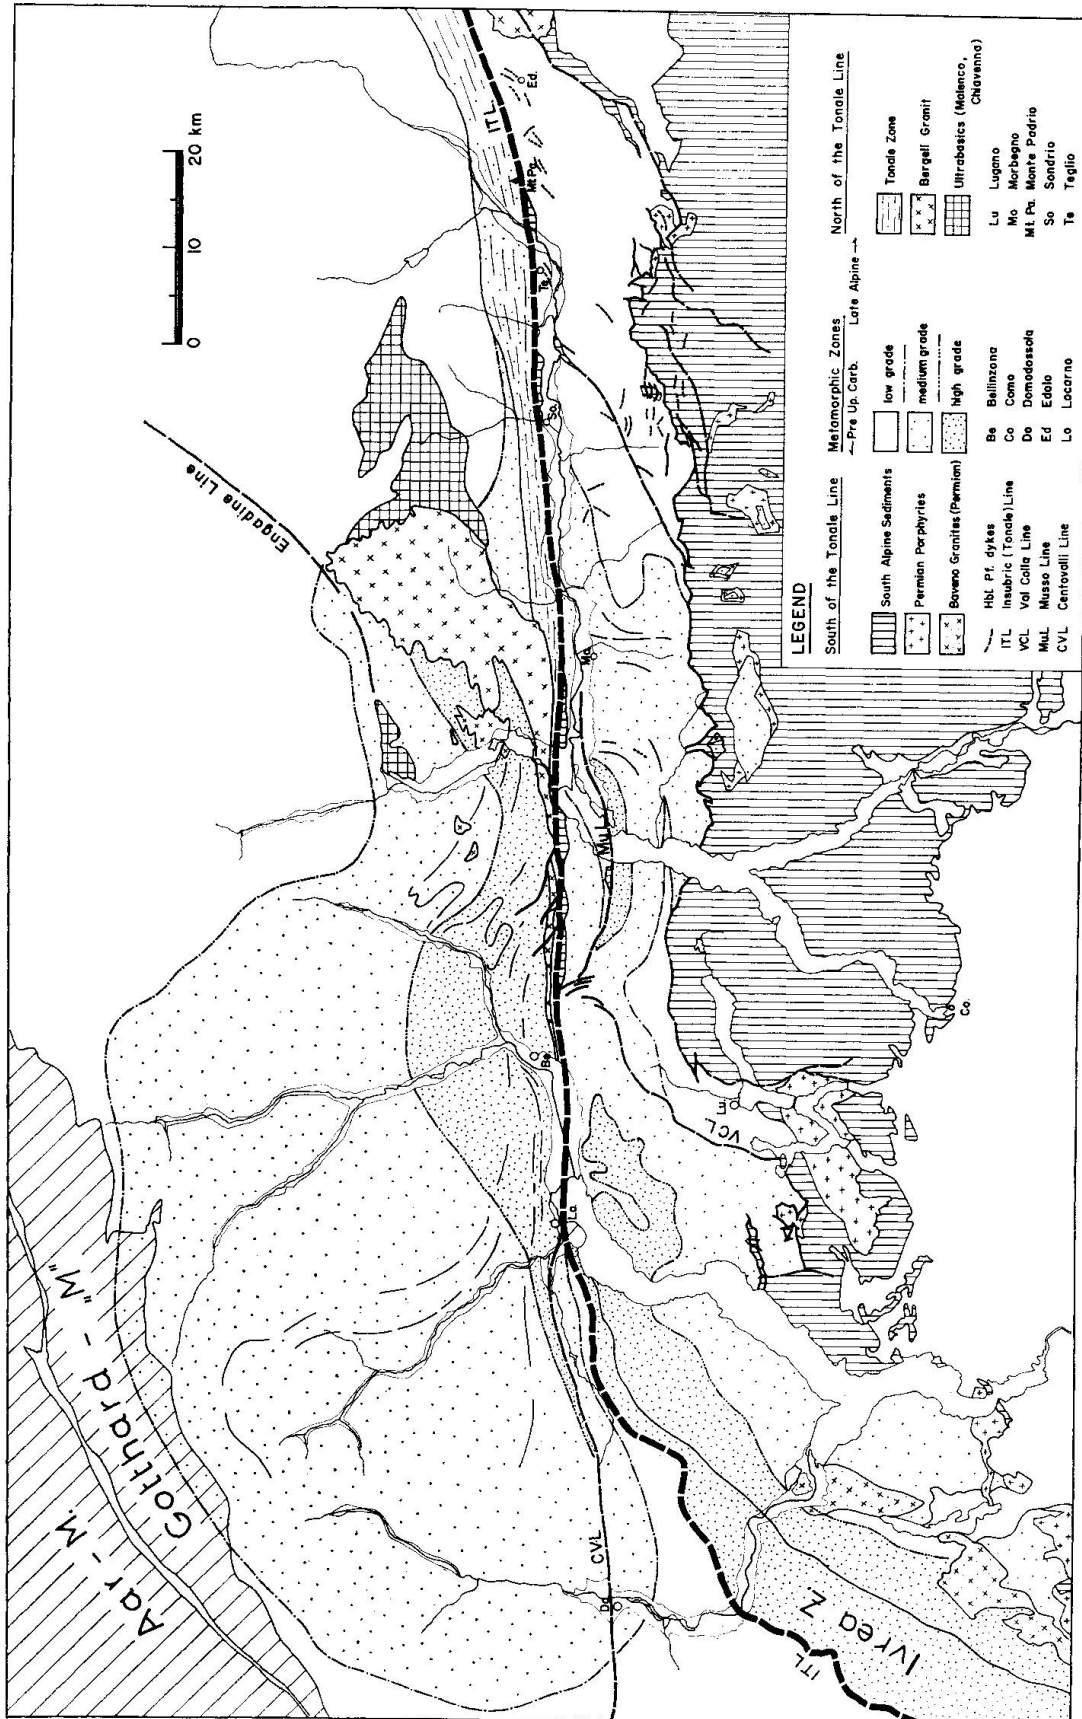 Aar - M.
Gotthard - "M"
0 10 20 km
Engadine Line
ITL
Ed.
Mt Pa.
Te
So.
Mo.
Mu.L.
Be.
Lo.
VCL
Co.
CVL
Do.
ITL
Ivrea Z.
LEGEND
South of the Tonale Line
South Alpine Sediments
Permian Porphyries
Baveno Granites (Permian)
Hbl. Pf. dykes
ITL Insubric (Tonale) Line
VCL Val Colla Line
MuL Musso Line
CVL Centovalli Line
Metamorphic Zones
← Pre Up. Carb. Late Alpine →
low grade
medium grade
high grade
Be Bellinzona
Co Como
Do Domodossola
Ed Edolo
Lo Locarno
North of the Tonale Line
Tonale Zone
Bergell Granit
Ultrabasics (Malenco, Chiavenna)
Lu Lugano
Mo Morbegno
Mt. Pa. Monte Padrio
So Sondrio
Te Teglio